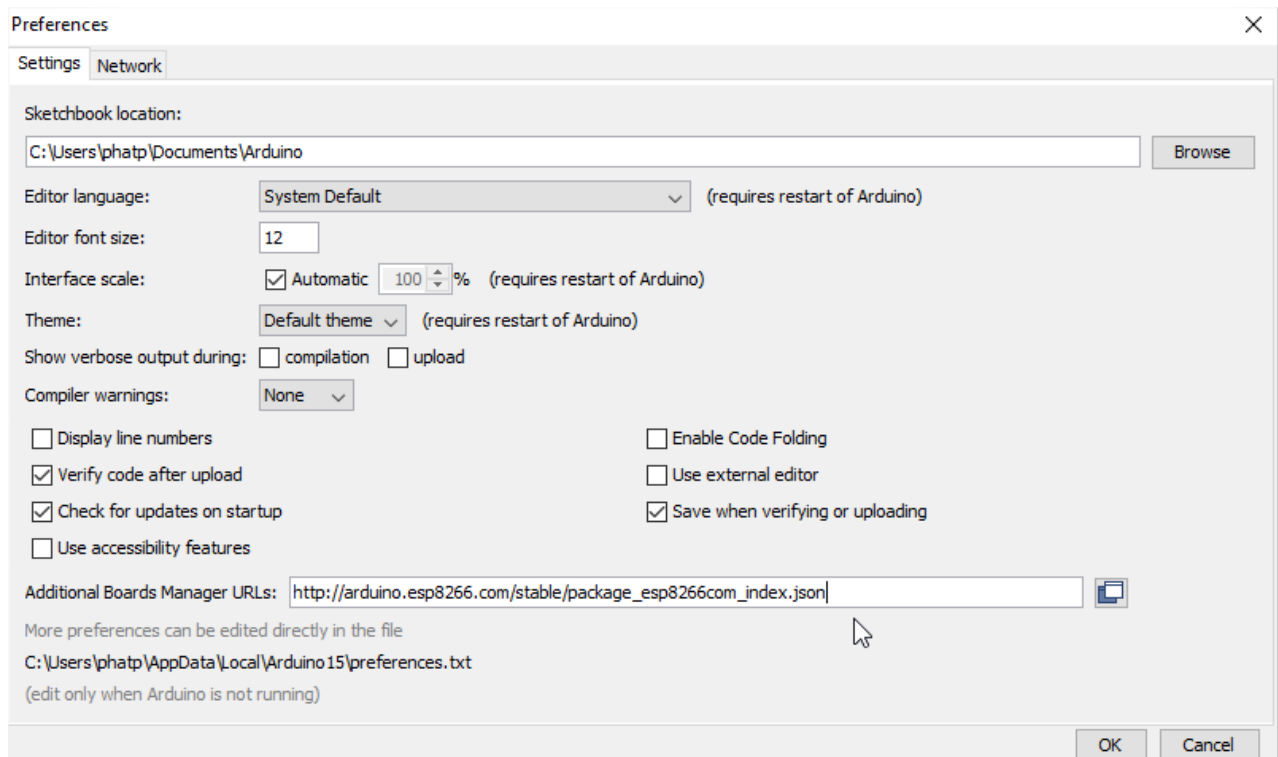 Preferences
Settings Network
Sketchbook location:
C:\Users\phatp\Documents\Arduino Browse
Editor language: System Default (requires restart of Arduino)
Editor font size: 12
Interface scale: Automatic 100 % (requires restart of Arduino)
Theme: Default theme (requires restart of Arduino)
Show verbose output during: compilation upload
Compiler warnings: None
Display line numbers Enable Code Folding
Verify code after upload Use external editor
Check for updates on startup Save when verifying or uploading
Use accessibility features
Additional Boards Manager URLs: http://arduino.esp8266.com/stable/package_esp8266com_index.json
More preferences can be edited directly in the file
C:\Users\phatp\AppData\Local\Arduino15\preferences.txt
(edit only when Arduino is not running)
OK Cancel